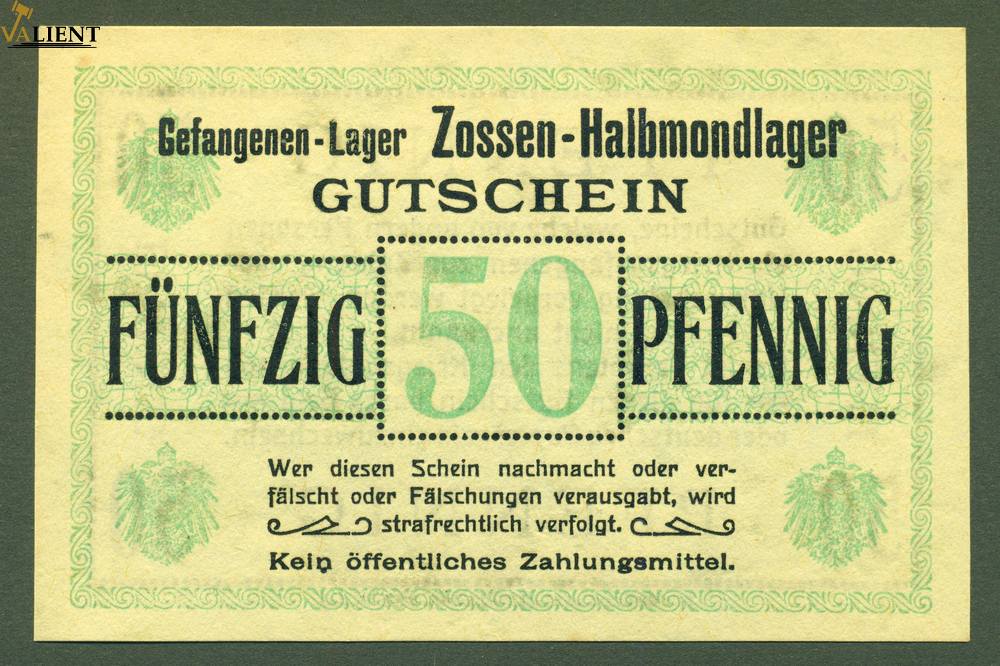 VALIENT
Gefangenen-Lager Zossen-Halbmondlager
GUTSCHEIN
FÜNFZIG 50 PFENNIG
Wer diesen Schein nachmacht oder ver-
fälscht oder Fälschungen verausgabt, wird
strafrechtlich verfolgt.
Kein öffentliches Zahlungsmittel.